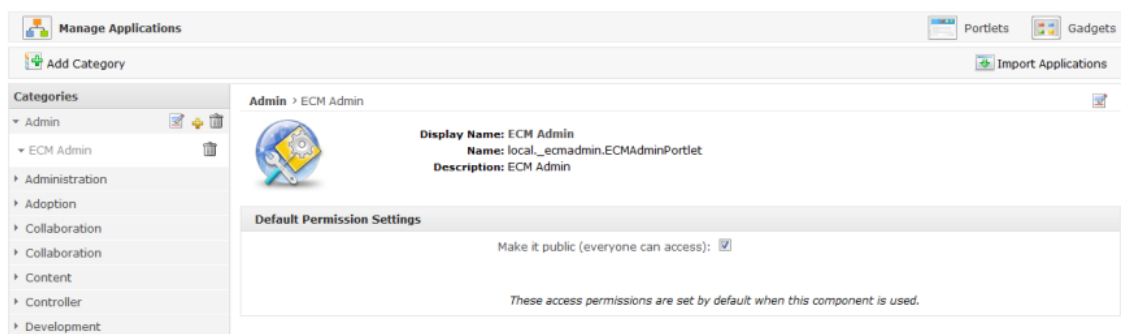 Manage Applications
Portlets
Gadgets
Add Category
Import Applications
Categories
Admin
ECM Admin
Administration
Adoption
Collaboration
Collaboration
Content
Controller
Development
Admin > ECM Admin
Display Name: ECM Admin
Name: local._ecmadmin.ECMAdminPortlet
Description: ECM Admin
Default Permission Settings
Make it public (everyone can access):
These access permissions are set by default when this component is used.